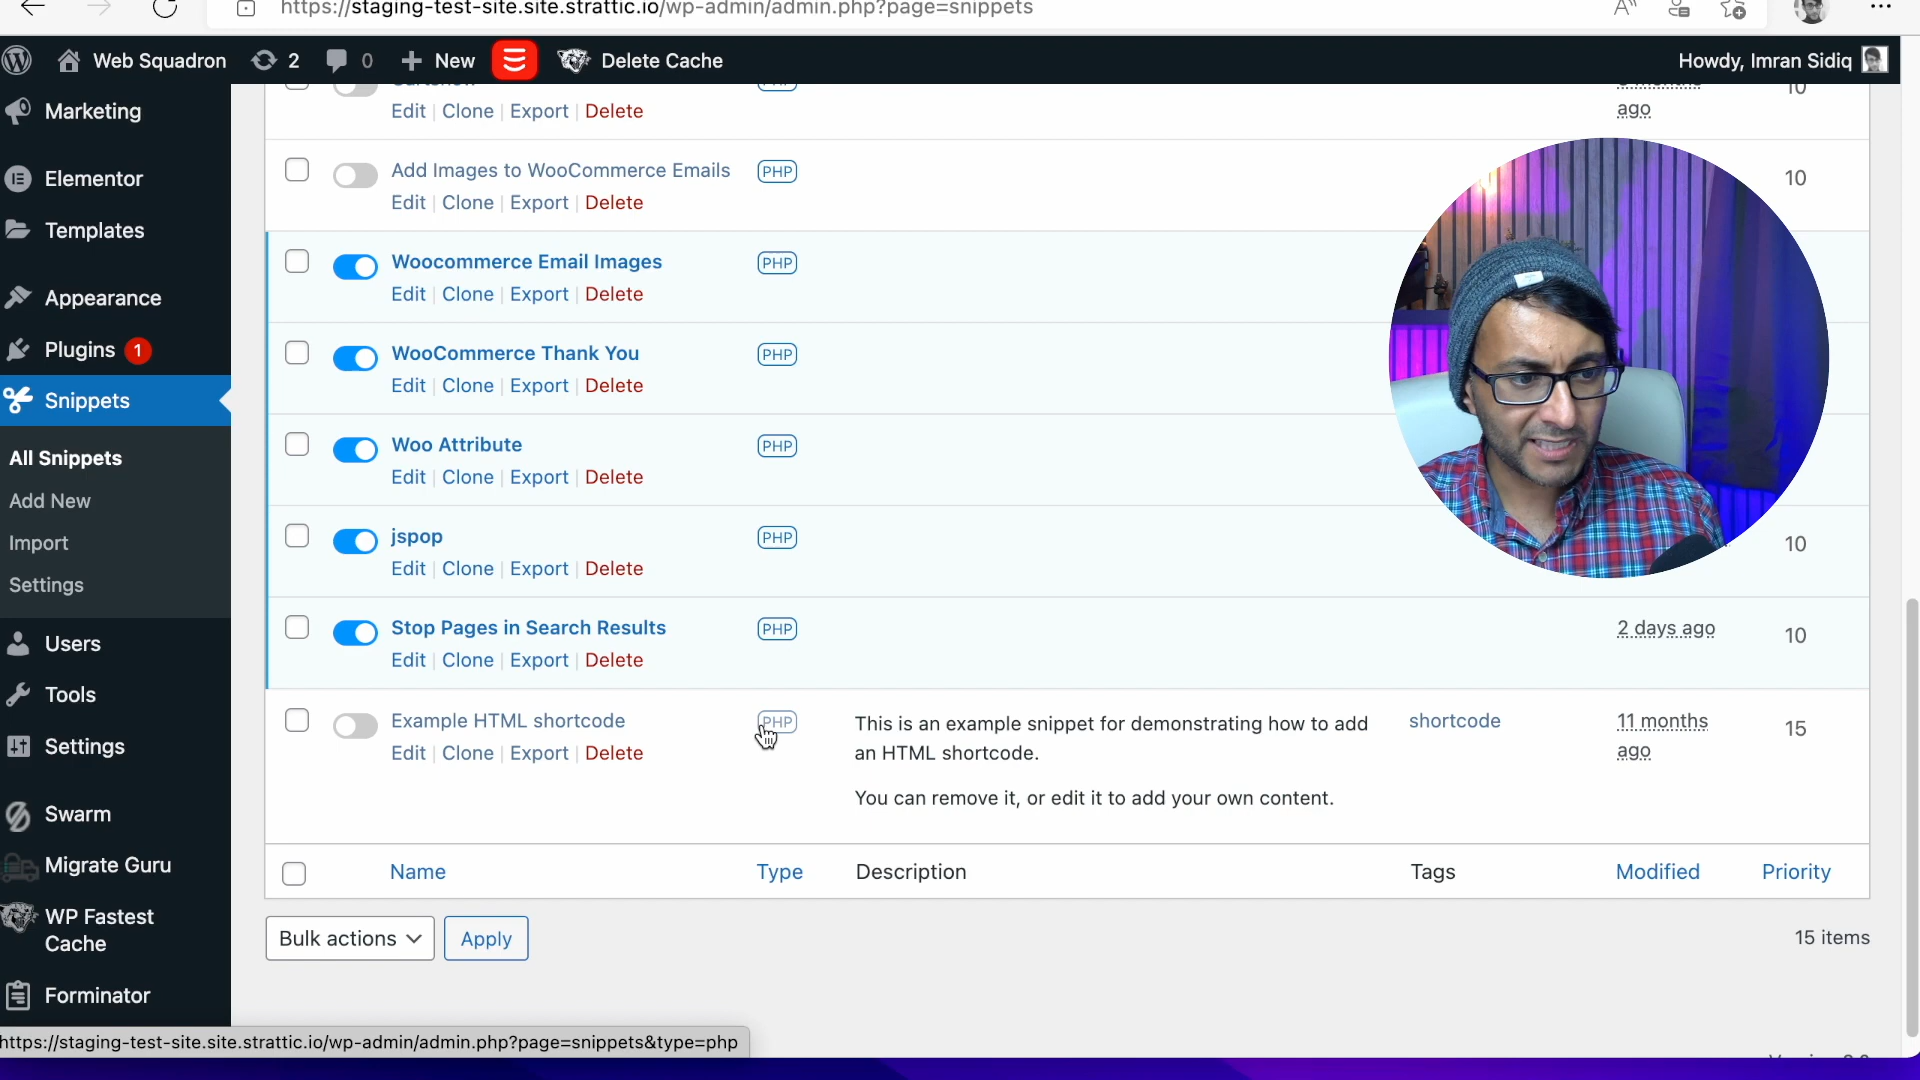 https://staging-test-site.site.strattic.io/wp-admin/admin.php?page=snippets
Web Squadron 2 0 New Delete Cache Howdy, Imran Sidiq
Marketing
Elementor
Templates
Appearance
Plugins 1
Snippets
All Snippets
Add New
Import
Settings
Users
Tools
Settings
Swarm
Migrate Guru
WP Fastest
Cache
Forminator
10
Edit | Clone | Export | Delete ago
Add Images to WooCommerce Emails PHP 10
Edit | Clone | Export | Delete
Woocommerce Email Images PHP
Edit | Clone | Export | Delete
WooCommerce Thank You PHP
Edit | Clone | Export | Delete
Woo Attribute PHP
Edit | Clone | Export | Delete
jspop PHP 10
Edit | Clone | Export | Delete
Stop Pages in Search Results PHP 2 days ago 10
Edit | Clone | Export | Delete
Example HTML shortcode PHP This is an example snippet for demonstrating how to add shortcode 11 months 15
Edit | Clone | Export | Delete an HTML shortcode. ago
You can remove it, or edit it to add your own content.
Name Type Description Tags Modified Priority
Bulk actions Apply 15 items
https://staging-test-site.site.strattic.io/wp-admin/admin.php?page=snippets&type=php